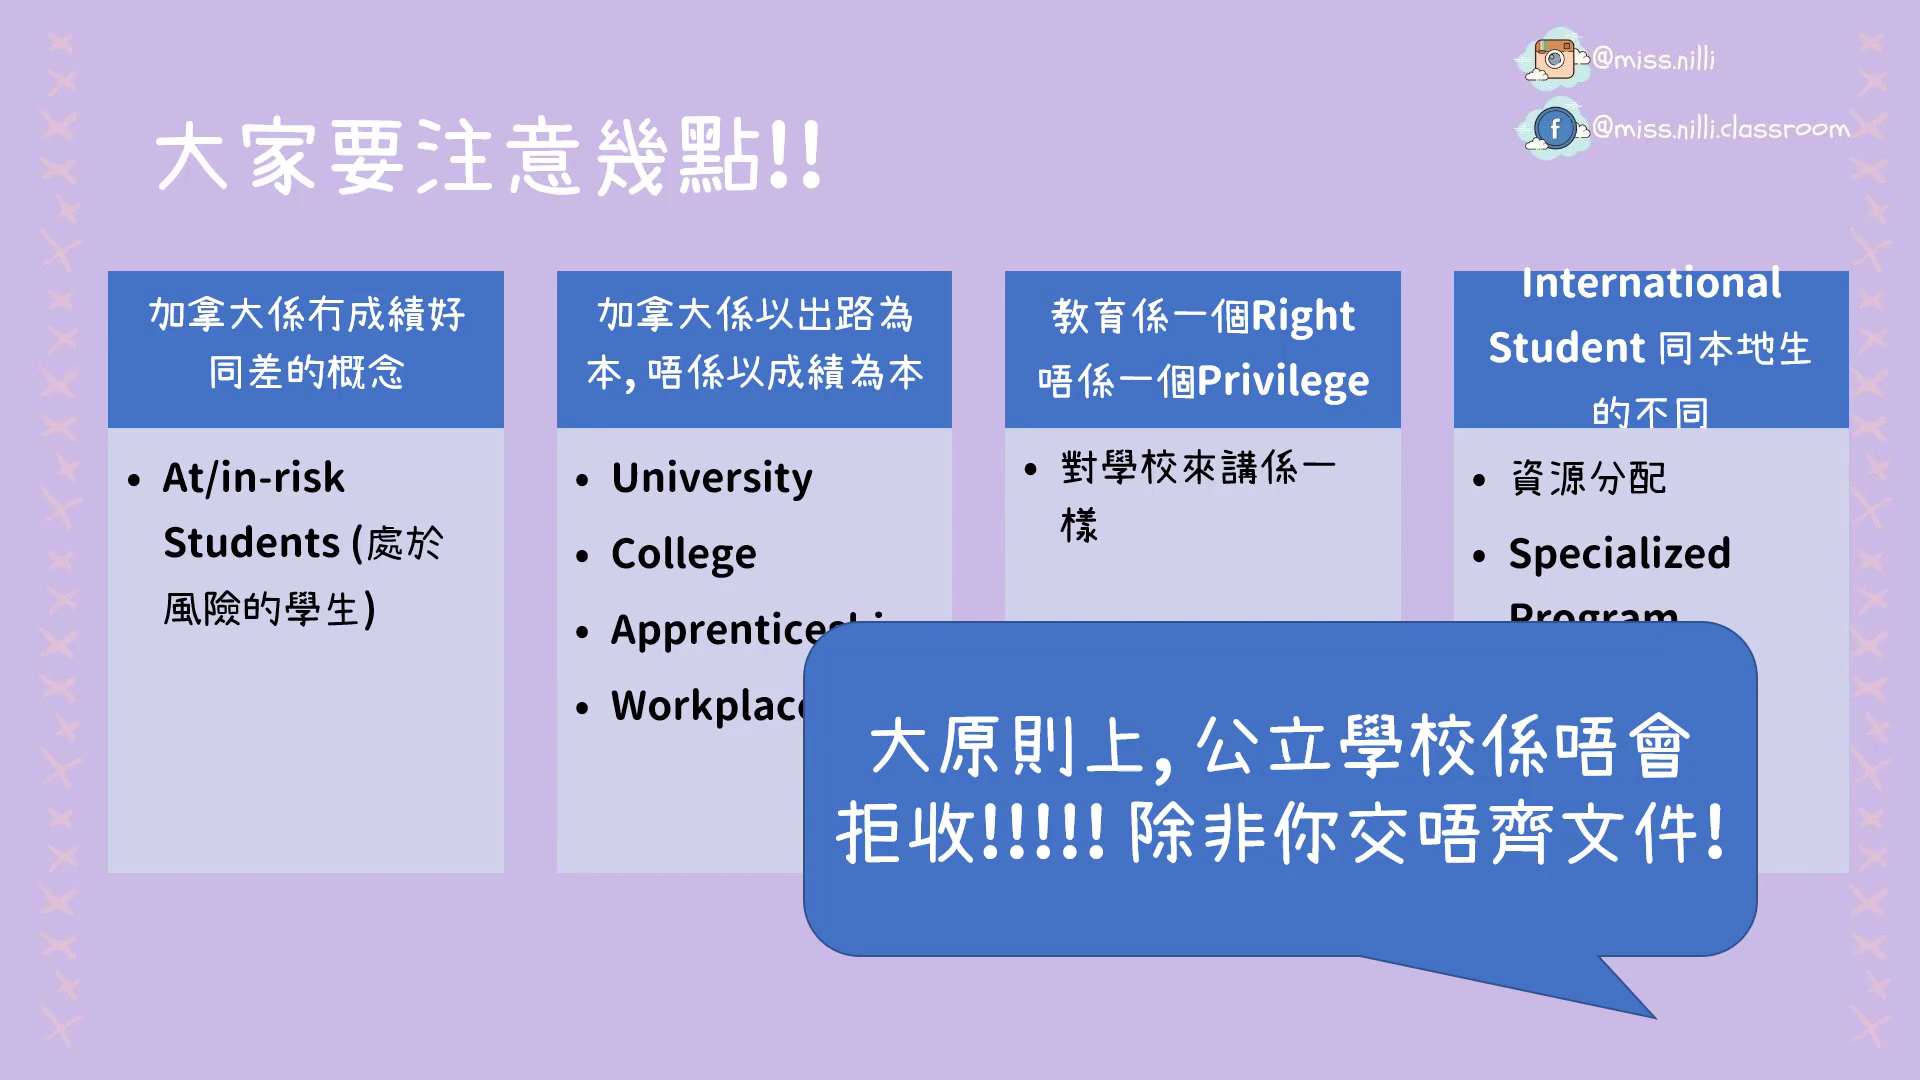 @miss.nilli
@miss.nilli.classroom
大家要注意幾點!!
加拿大係冇成績好
同差的概念
• At/in-risk
Students (處於
風險的學生)
加拿大係以出路為
本, 唔係以成績為本
• University
• College
• Apprenticeshi
• Workplace
教育係一個Right
唔係一個Privilege
• 對學校來講係一
樣
International
Student 同本地生
的不同
• 資源分配
• Specialized
Program
大原則上, 公立學校係唔會
拒收!!!!! 除非你交唔齊文件!